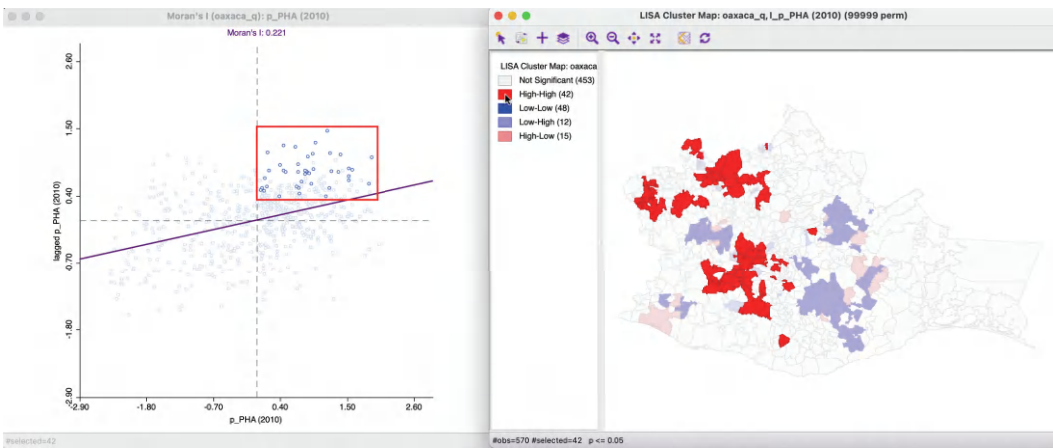 Moran's I (oaxaca_q): p_PHA (2010)
Moran's I: 0.221
2.60
1.50
0.40
-0.70
-1.80
-2.90
lagged p_PHA (2010)
-2.90 -1.80 -0.70 0.40 1.50 2.60
p_PHA (2010)
#selected=42
LISA Cluster Map: oaxaca_q, I_p_PHA (2010) (99999 perm)
LISA Cluster Map: oaxaca
Not Significant (453)
High-High (42)
Low-Low (48)
Low-High (12)
High-Low (15)
#obs=570 #selected=42 p <= 0.05